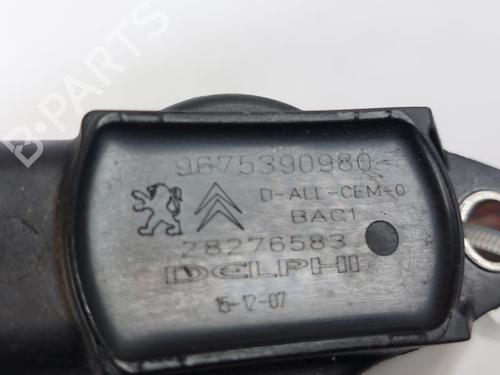 B-PARTS
9675390980
D-ALL-CEM-0
BAC1
28276583
DELPHI
15-12-07